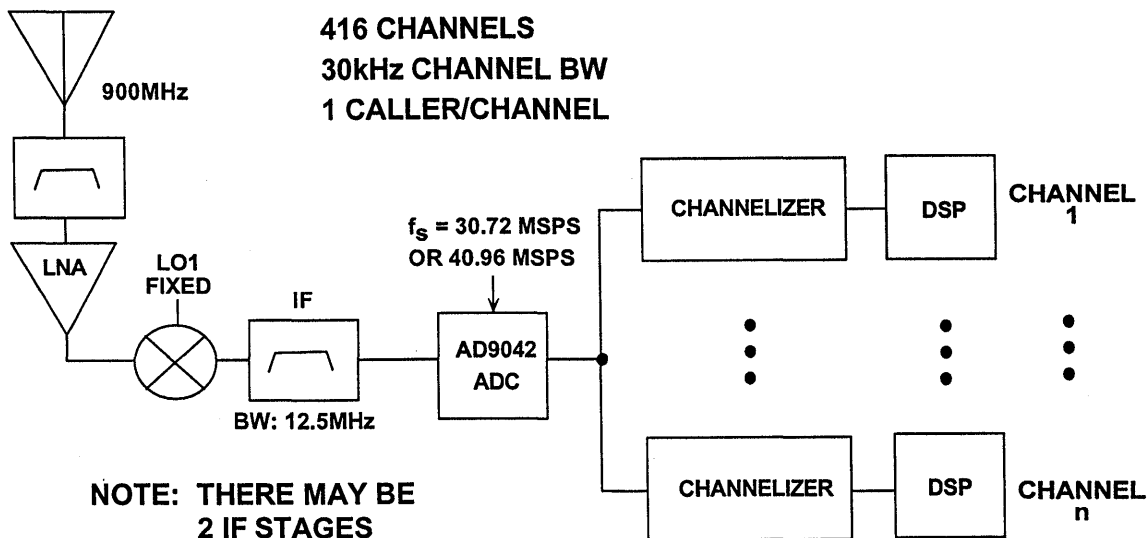 416 CHANNELS
30kHz CHANNEL BW
1 CALLER/CHANNEL
900MHz
LNA
LO1
FIXED
IF
BW: 12.5MHz
fs = 30.72 MSPS
OR 40.96 MSPS
AD9042
ADC
CHANNELIZER
DSP
CHANNEL
1
CHANNELIZER
DSP
CHANNEL
n
NOTE: THERE MAY BE
2 IF STAGES